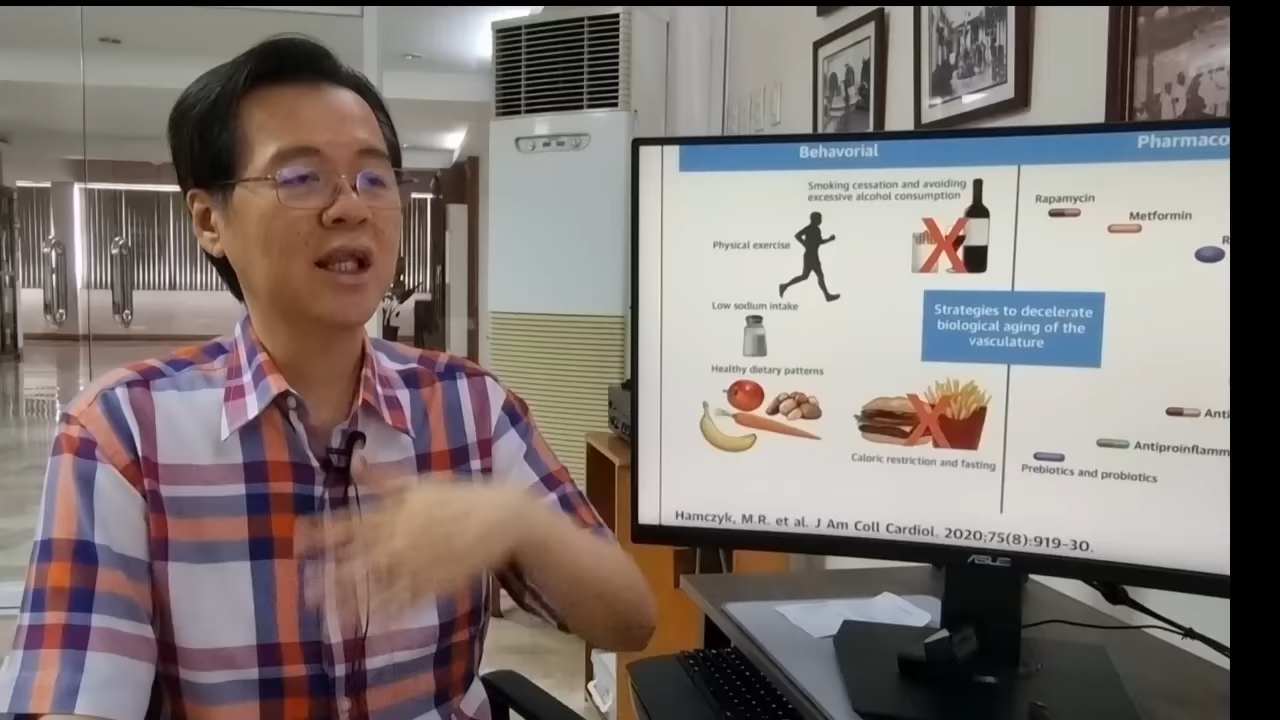 Behavorial
Pharmaco
Smoking cessation and avoiding
excessive alcohol consumption
Physical exercise
Low sodium intake
Healthy dietary patterns
Caloric restriction and fasting
Strategies to decelerate
biological aging of the
vasculature
Rapamycin
Metformin
R
Anti
Antiproinflamm
Prebiotics and probiotics
Hamczyk, M.R. et al. J Am Coll Cardiol. 2020;75(8):919-30.
ASUS